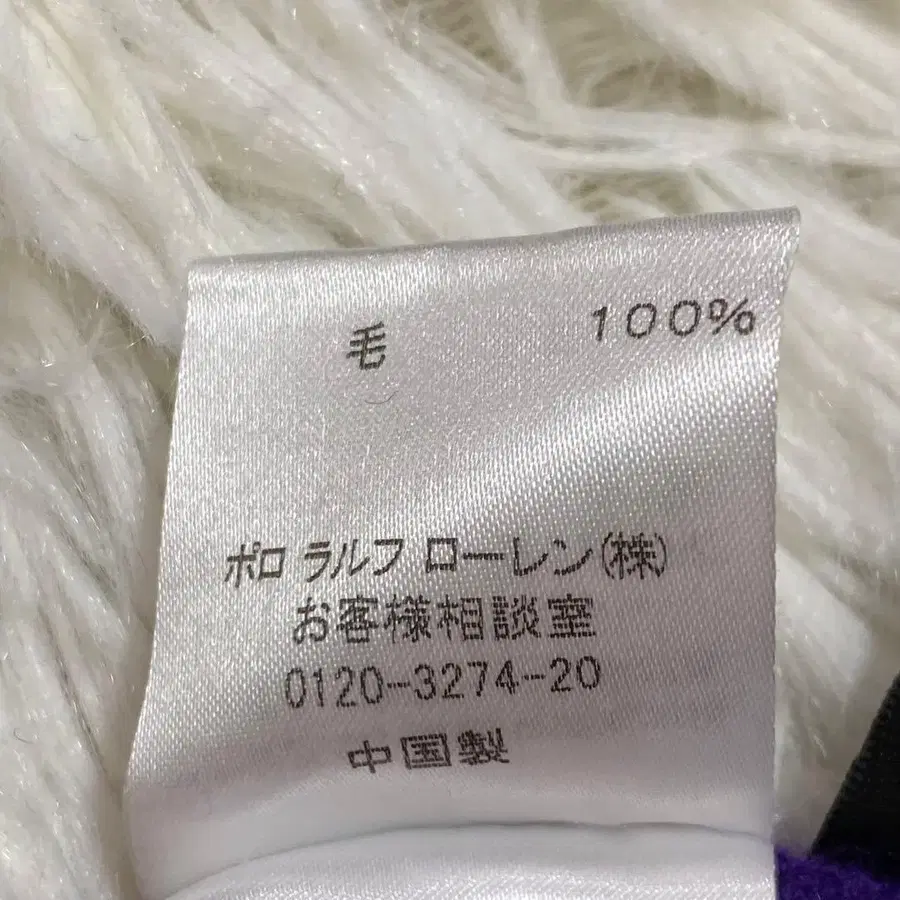 毛 100%
ポロ ラルフ ローレン(株)
お客様相談室
0120-3274-20
中国製